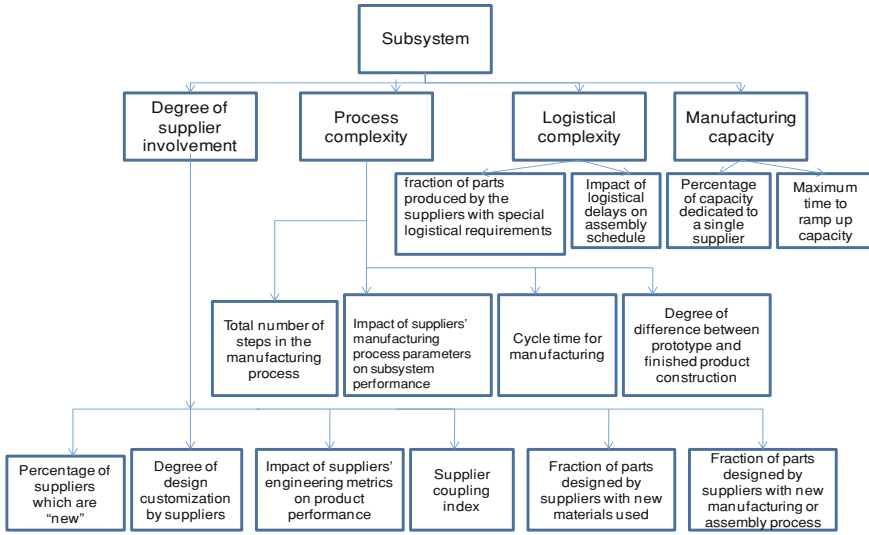 Subsystem
Degree of
supplier
involvement
Process
complexity
Logistical
complexity
Manufacturing
capacity
fraction of parts
produced by the
suppliers with special
logistical requirements
Impact of
logistical
delays on
assembly
schedule
Percentage
of capacity
dedicated to
a single
supplier
Maximum
time to
ramp up
capacity
Total number of
steps in the
manufacturing
process
Impact of suppliers'
manufacturing
process parameters
on subsystem
performance
Cycle time for
manufacturing
Degree of
difference between
prototype and
finished product
construction
Percentage of
suppliers
which are
“new”
Degree of
design
customization
by suppliers
Impact of suppliers’
engineering metrics
on product
performance
Supplier
coupling
index
Fraction of parts
designed by
suppliers with new
materials used
Fraction of parts
designed by
suppliers with new
manufacturing or
assembly process